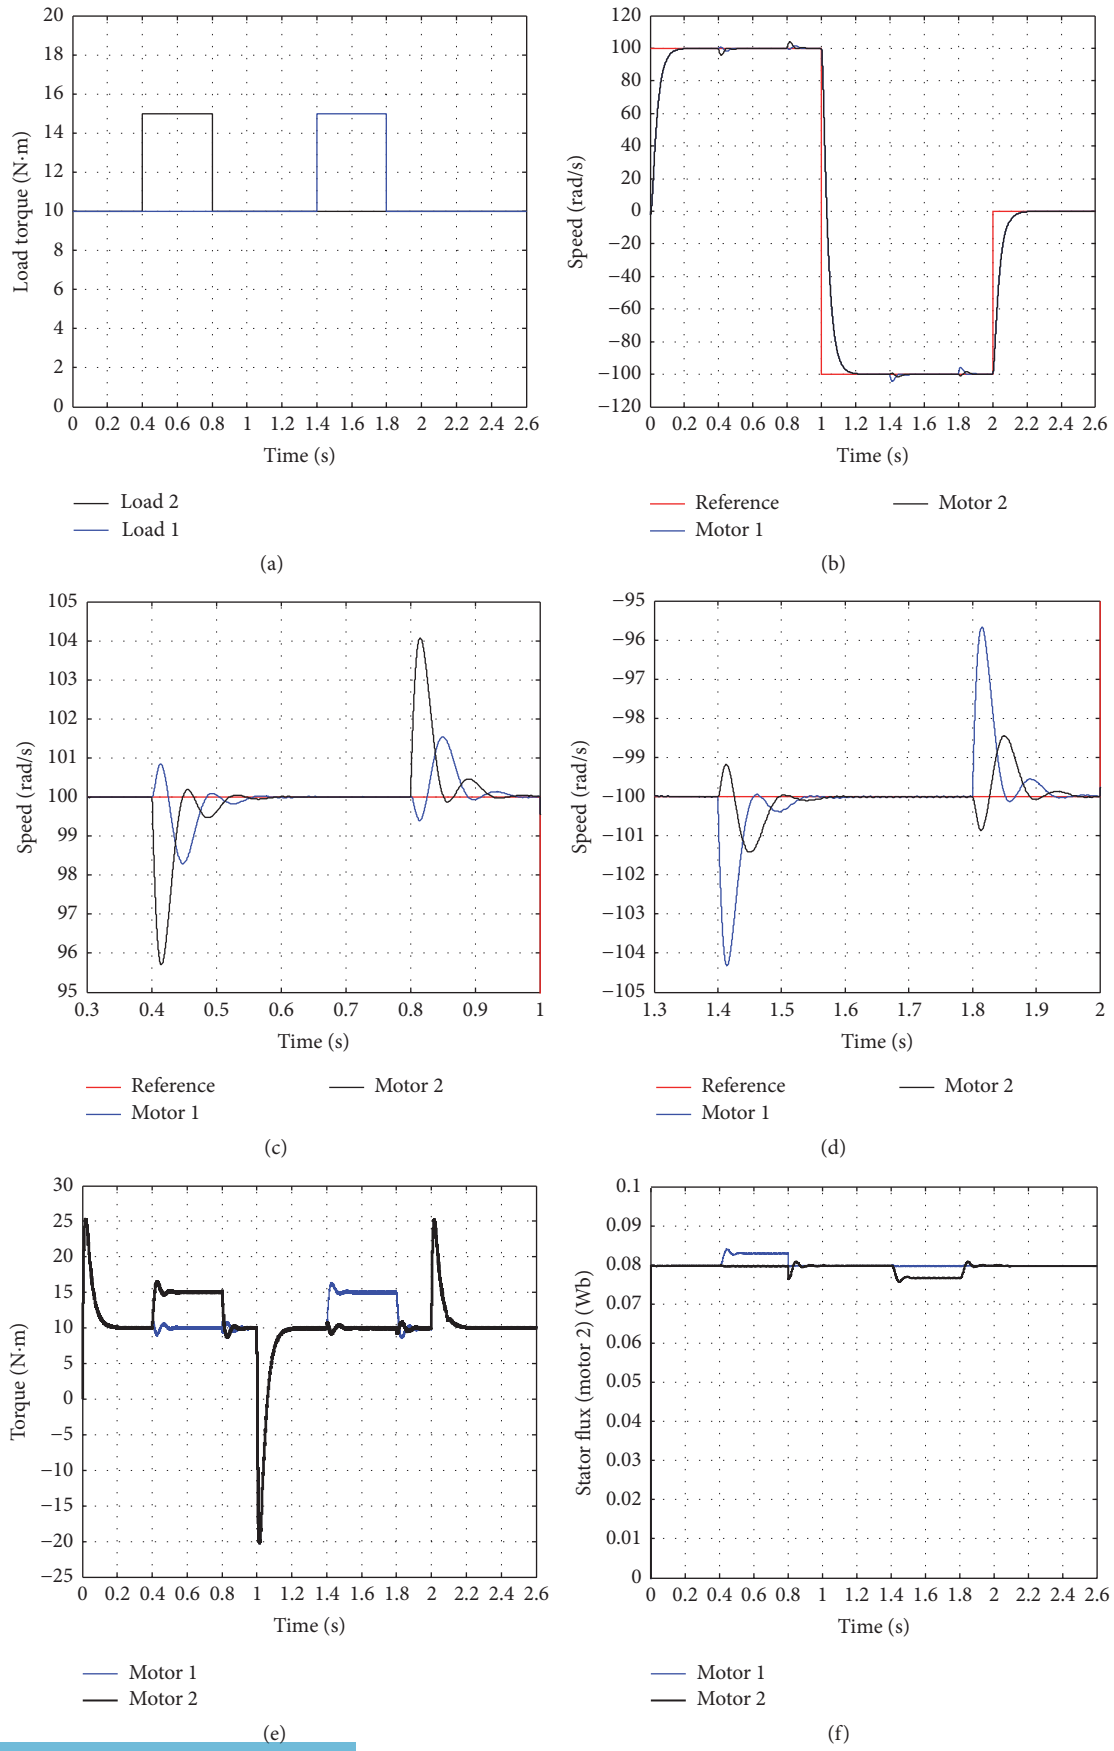 20
18
16
14
12
10
8
6
4
2
0
Load torque (N·m)
0 0.2 0.4 0.6 0.8 1 1.2 1.4 1.6 1.8 2 2.2 2.4 2.6
Time (s)
Load 2
Load 1
(a)
120
100
80
60
40
20
0
−20
−40
−60
−80
−100
−120
Speed (rad/s)
0 0.2 0.4 0.6 0.8 1 1.2 1.4 1.6 1.8 2 2.2 2.4 2.6
Time (s)
Reference Motor 2
Motor 1
(b)
105
104
103
102
101
100
99
98
97
96
95
Speed (rad/s)
0.3 0.4 0.5 0.6 0.7 0.8 0.9 1
Time (s)
Reference Motor 2
Motor 1
(c)
−95
−96
−97
−98
−99
−100
−101
−102
−103
−104
−105
Speed (rad/s)
1.3 1.4 1.5 1.6 1.7 1.8 1.9 2
Time (s)
Reference Motor 2
Motor 1
(d)
30
25
20
15
10
5
0
−5
−10
−15
−20
−25
Torque (N·m)
0 0.2 0.4 0.6 0.8 1 1.2 1.4 1.6 1.8 2 2.2 2.4 2.6
Time (s)
Motor 1
Motor 2
(e)
0.1
0.09
0.08
0.07
0.06
0.05
0.04
0.03
0.02
0.01
0
Stator flux (motor 2) (Wb)
0 0.2 0.4 0.6 0.8 1 1.2 1.4 1.6 1.8 2 2.2 2.4 2.6
Time (s)
Motor 1
Motor 2
(f)